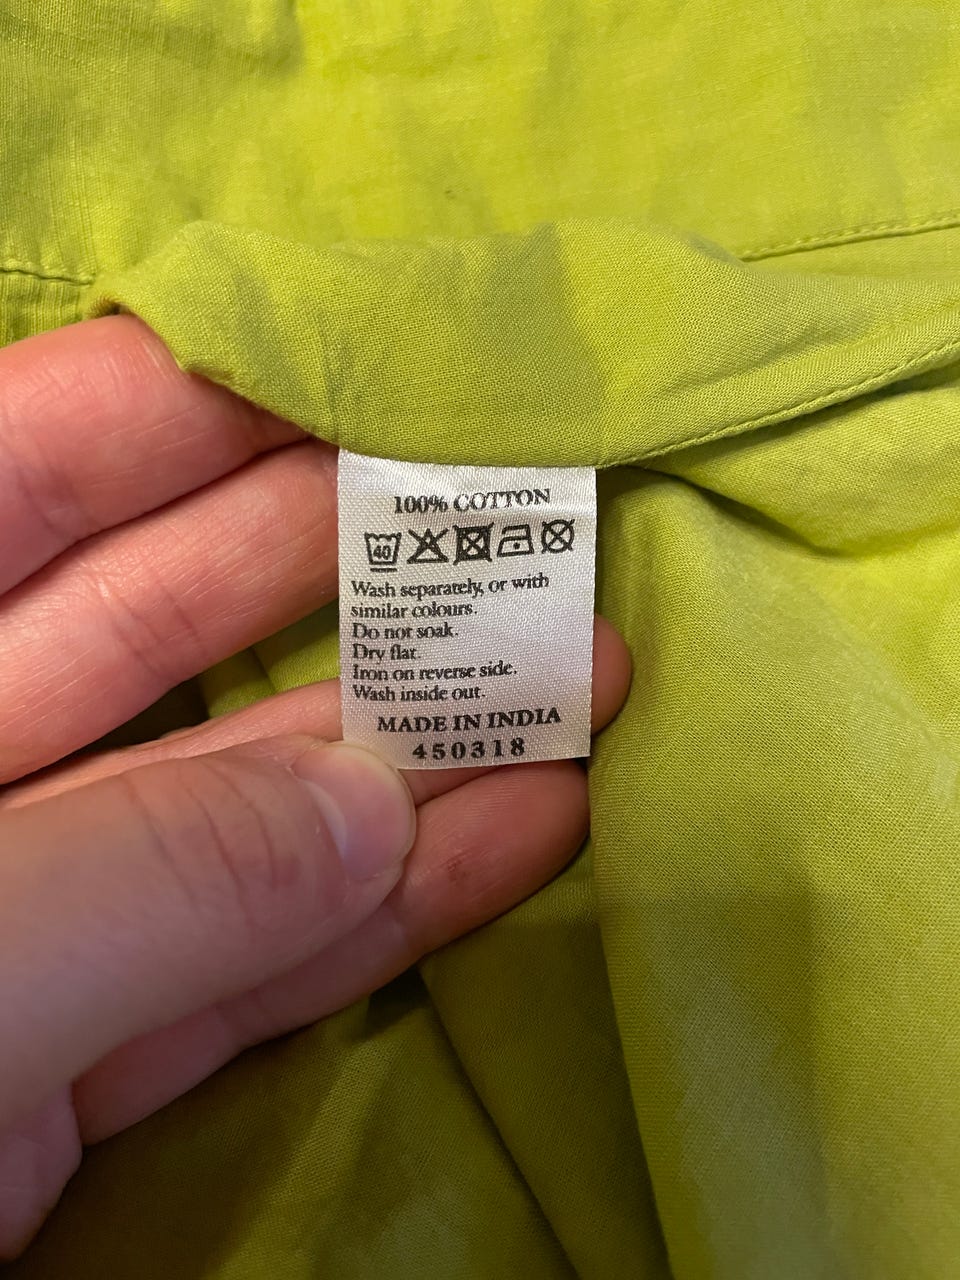 100% COTTON
40
Wash separately, or with
similar colours.
Do not soak.
Dry flat.
Iron on reverse side.
Wash inside out.
MADE IN INDIA
450318